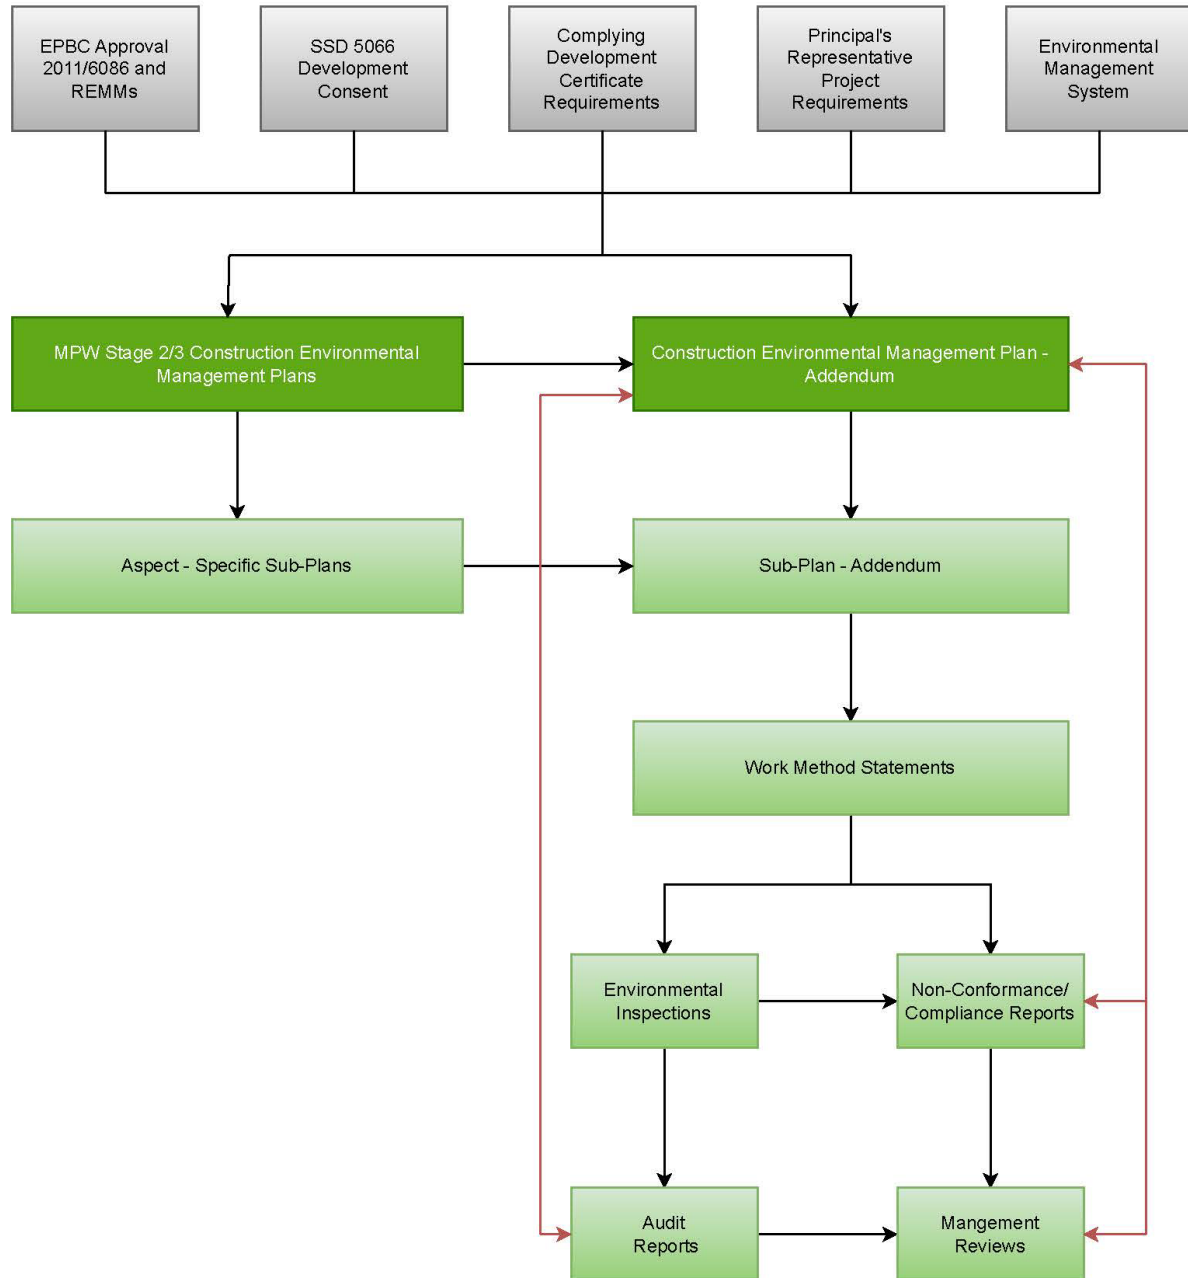 EPBC Approval
2011/6086 and
REMMs
SSD 5066
Development
Consent
Complying
Development
Certificate
Requirements
Principal's
Representative
Project
Requirements
Environmental
Management
System
MPW Stage 2/3 Construction Environmental
Management Plans
Construction Environmental Management Plan -
Addendum
Aspect - Specific Sub-Plans
Sub-Plan - Addendum
Work Method Statements
Environmental
Inspections
Non-Conformance/
Compliance Reports
Audit
Reports
Mangement
Reviews